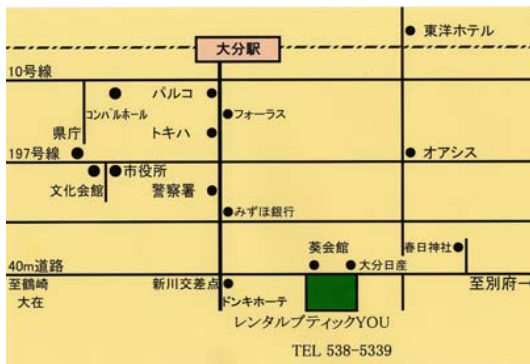 東洋ホテル
大分駅
10号線
パルコ
コンパルホール
フォーラス
県庁
トキハ
197号線
オアシス
文化会館
市役所
警察署
みずほ銀行
葵会館
春日神社
40m道路
大分日産
至鶴崎
大在
新川交差点
ドンキホーテ
至別府→
レンタルブティックYOU
TEL 538-5339